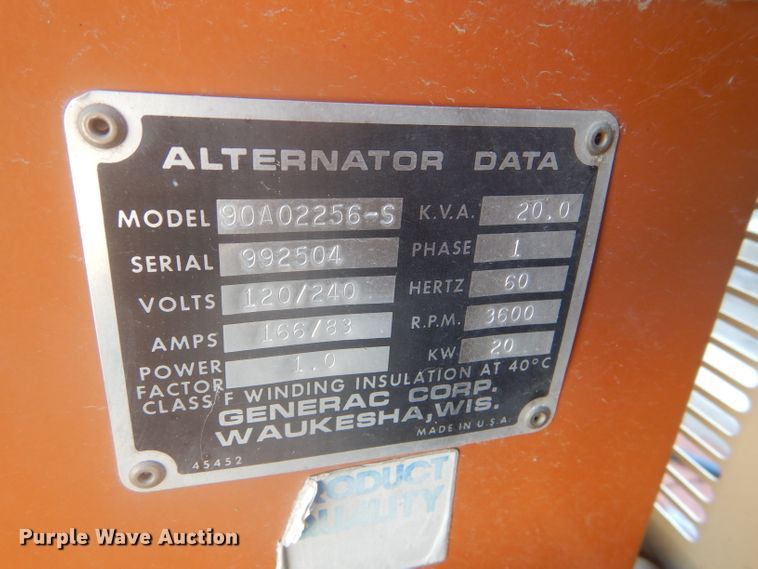 ALTERNATOR DATA
MODEL 90A02256-S K.V.A. 20.0
SERIAL 992504 PHASE 1
VOLTS 120/240 HERTZ 60
AMPS 166/83 R.P.M. 3600
POWER FACTOR 1.0 KW 20
CLASS F WINDING INSULATION AT 40°C
GENERAC CORP.
WAUKESHA, WIS.
45452 MADE IN U.S.A.
PRODUCT
QUALITY
Purple Wave Auction